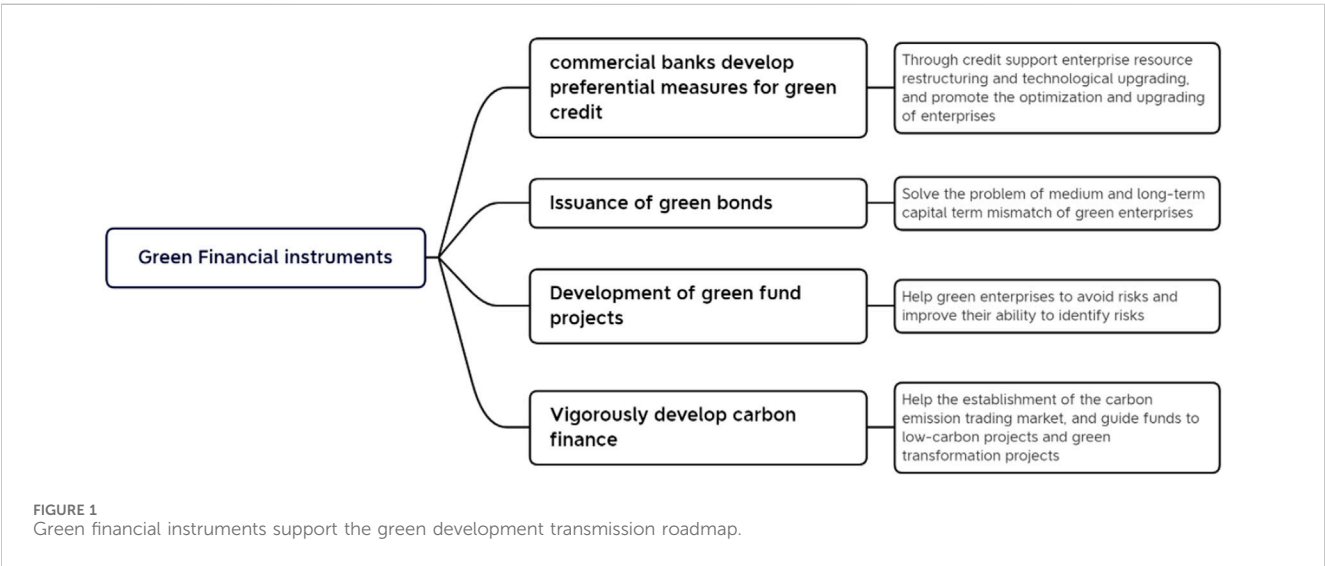 commercial banks develop
preferential measures for green
credit
Through credit support enterprise resource
restructuring and technological upgrading,
and promote the optimization and upgrading
of enterprises
Issuance of green bonds
Solve the problem of medium and long-term
capital term mismatch of green enterprises
Green Financial instruments
Development of green fund
projects
Help green enterprises to avoid risks and
improve their ability to identify risks
Vigorously develop carbon
finance
Help the establishment of the carbon
emission trading market, and guide funds to
low-carbon projects and green
transformation projects
FIGURE 1
Green financial instruments support the green development transmission roadmap.